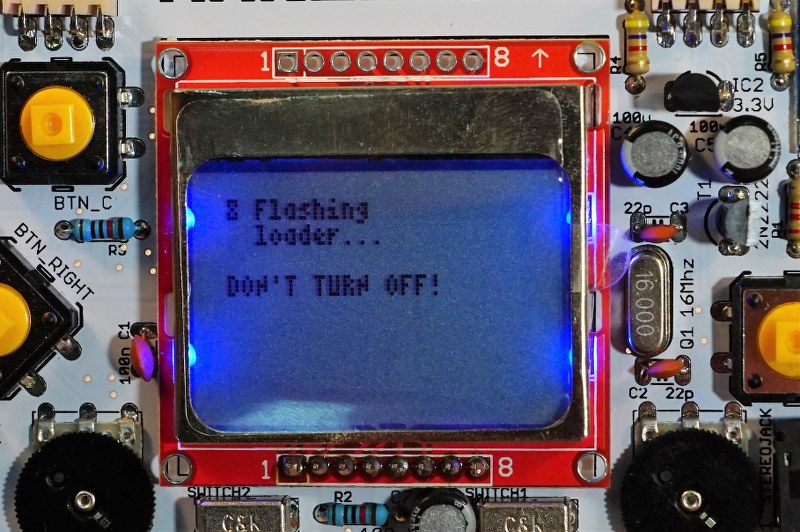 1
8
R4
R5
IC2
3.3V
100u
100u
C4
C5
BTN_C
R3
8 Flashing
loader...
DON'T TURN OFF!
T1
2N2222
22p
C3
BTN_RIGHT
16.000
Q1 16Mhz
C1
100n
C2
22p
1
8
STEREOJACK
SWITCH2
R2
SWITCH1
C&K
C&K